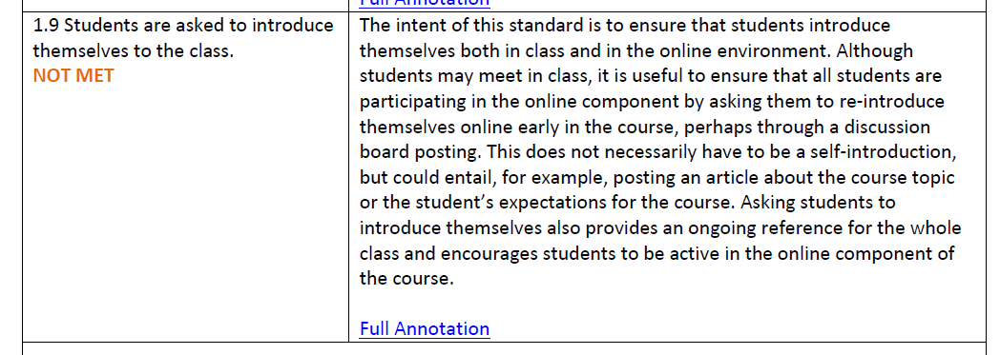 Full Annotation
1.9 Students are asked to introduce
themselves to the class.
NOT MET
The intent of this standard is to ensure that students introduce
themselves both in class and in the online environment. Although
students may meet in class, it is useful to ensure that all students are
participating in the online component by asking them to re-introduce
themselves online early in the course, perhaps through a discussion
board posting. This does not necessarily have to be a self-introduction,
but could entail, for example, posting an article about the course topic
or the student’s expectations for the course. Asking students to
introduce themselves also provides an ongoing reference for the whole
class and encourages students to be active in the online component of
the course.
Full Annotation